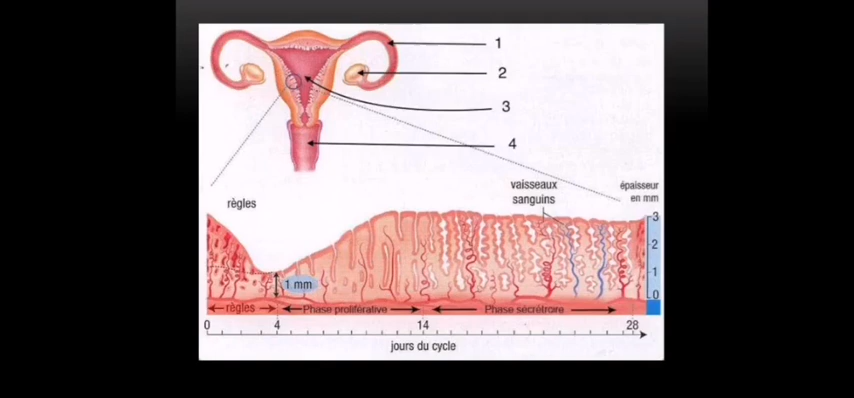 1
2
3
4
vaisseaux
sanguins
épaisseur
en mm
règles
3
2
1
0
1 mm
règles
Phase proliférative
Phase sécrétoire
0
4
14
28
jours du cycle